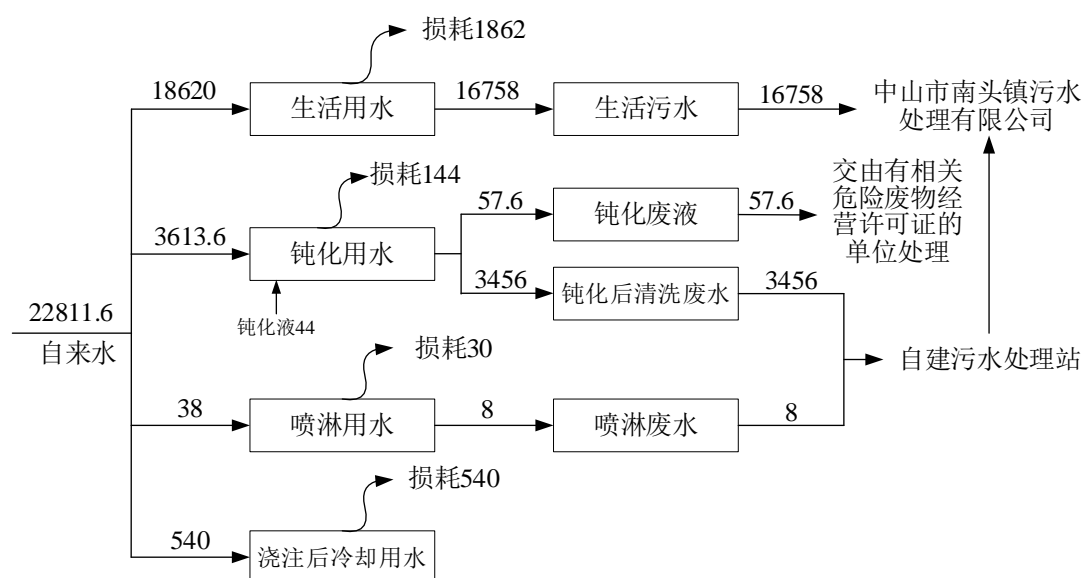 损耗1862
18620
生活用水
16758
生活污水
16758
中山市南头镇污水
处理有限公司
损耗144
3613.6
钝化用水
57.6
钝化废液
57.6
交由有相关
危险废物经
营许可证的
单位处理
3456
钝化后清洗废水
3456
钝化液44
22811.6
自来水
自建污水处理站
损耗30
38
喷淋用水
8
喷淋废水
8
损耗540
540
浇注后冷却用水